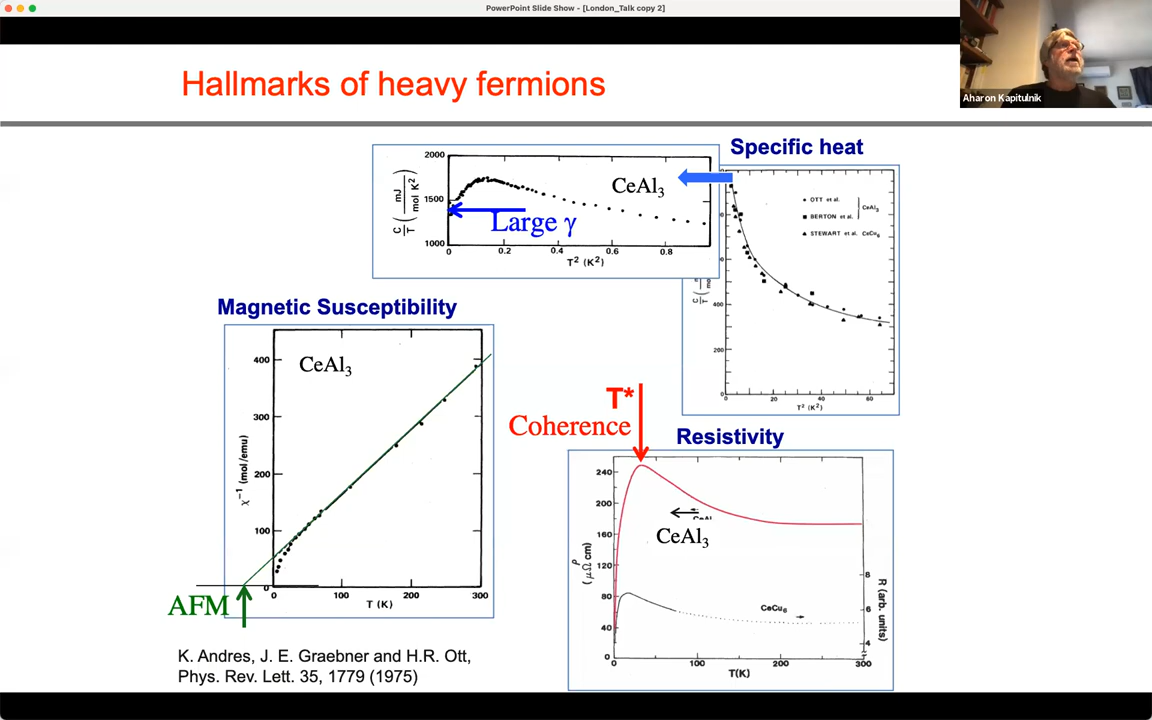 PowerPoint Slide Show - [London_Talk copy 2]
Aharon Kapitulnik
Hallmarks of heavy fermions
Specific heat
2000
1500
1000
C/T (mJ/mol K²)
CeAl₃
Large γ
0 0.2 0.4 0.6 0.8
T² (K²)
OTT et al.
BERTON et al.
CeAl₃
STEWART et al. CeCu₆
400
200
0
0 20 40 60
T² (K²)
Magnetic Susceptibility
CeAl₃
400
300
200
100
0
χ⁻¹ (mol/emu)
0 100 200 300
T (K)
AFM
T*
Coherence
Resistivity
240
200
160
120
80
40
0
ρ (μΩ cm)
CeAl₃
CeCu₆
8
6
4
R (arb. units)
0 100 200 300
T(K)
K. Andres, J. E. Graebner and H.R. Ott,
Phys. Rev. Lett. 35, 1779 (1975)